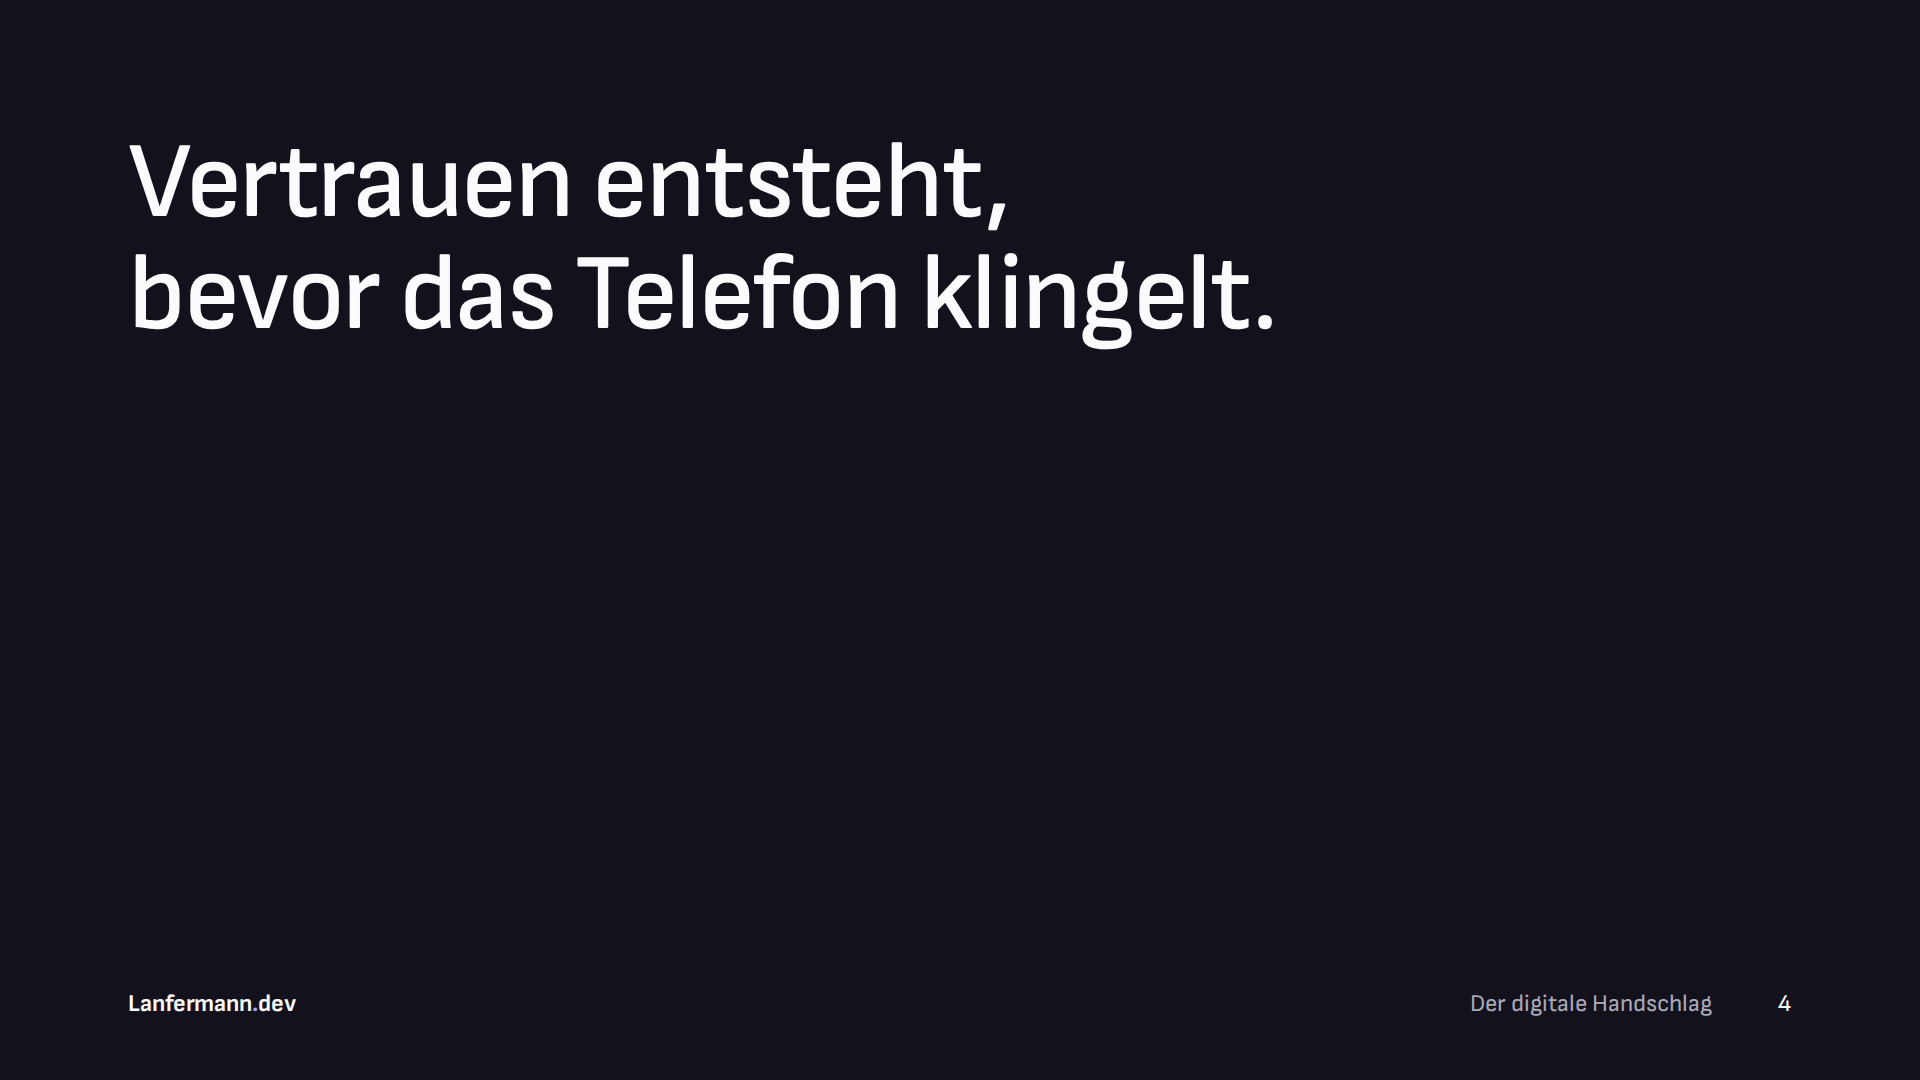 Vertrauen entsteht,
bevor das Telefon klingelt.
Lanfermann.dev
Der digitale Handschlag
4